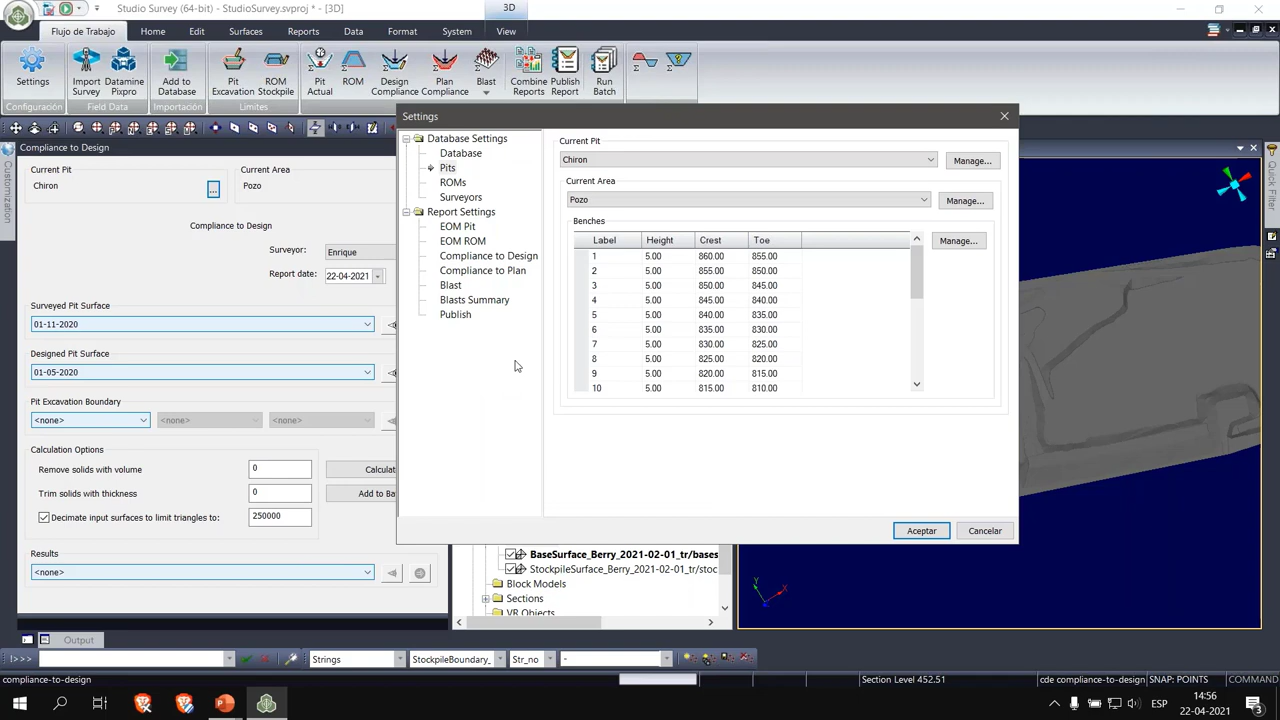 Studio Survey (64-bit) - StudioSurvey.svproj * - [3D]
3D
Flujo de Trabajo
Home
Edit
Surfaces
Reports
Data
Format
System
View
Settings
Import Survey
Datamine Pixpro
Add to Database
Pit Excavation
ROM Stockpile
Pit Actual
ROM
Design Compliance
Plan Compliance
Blast
Combine Reports
Publish Report
Run Batch
Configuración
Field Data
Importación
Limites
Settings
Customization
Compliance to Design
Current Pit
Chiron
...
Current Area
Pozo
Compliance to Design
Surveyor:
Enrique
Report date:
22-04-2021
Surveyed Pit Surface
01-11-2020
Designed Pit Surface
01-05-2020
Pit Excavation Boundary
<none>
<none>
<none>
Calculation Options
Remove solids with volume
0
Calculat
Trim solids with thickness
0
Add to Ba
Decimate input surfaces to limit triangles to:
250000
Results
<none>
Database Settings
Database
Pits
ROMs
Surveyors
Report Settings
EOM Pit
EOM ROM
Compliance to Design
Compliance to Plan
Blast
Blasts Summary
Publish
Current Pit
Chiron
Manage...
Current Area
Pozo
Manage...
Benches
Manage...
Label Height Crest Toe
1 5.00 860.00 855.00
2 5.00 855.00 850.00
3 5.00 850.00 845.00
4 5.00 845.00 840.00
5 5.00 840.00 835.00
6 5.00 835.00 830.00
7 5.00 830.00 825.00
8 5.00 825.00 820.00
9 5.00 820.00 815.00
10 5.00 815.00 810.00
Aceptar
Cancelar
Quick Filter
BaseSurface_Berry_2021-02-01_tr/bases
StockpileSurface_Berry_2021-02-01_tr/stoc
Block Models
Sections
VR Objects
Y
X
Output
!>>>
Strings
StockpileBoundary_
Str_no
-
compliance-to-design
Section Level 452.51
cde compliance-to-design
SNAP: POINTS
COMMAND
ESP
14:56
22-04-2021
3